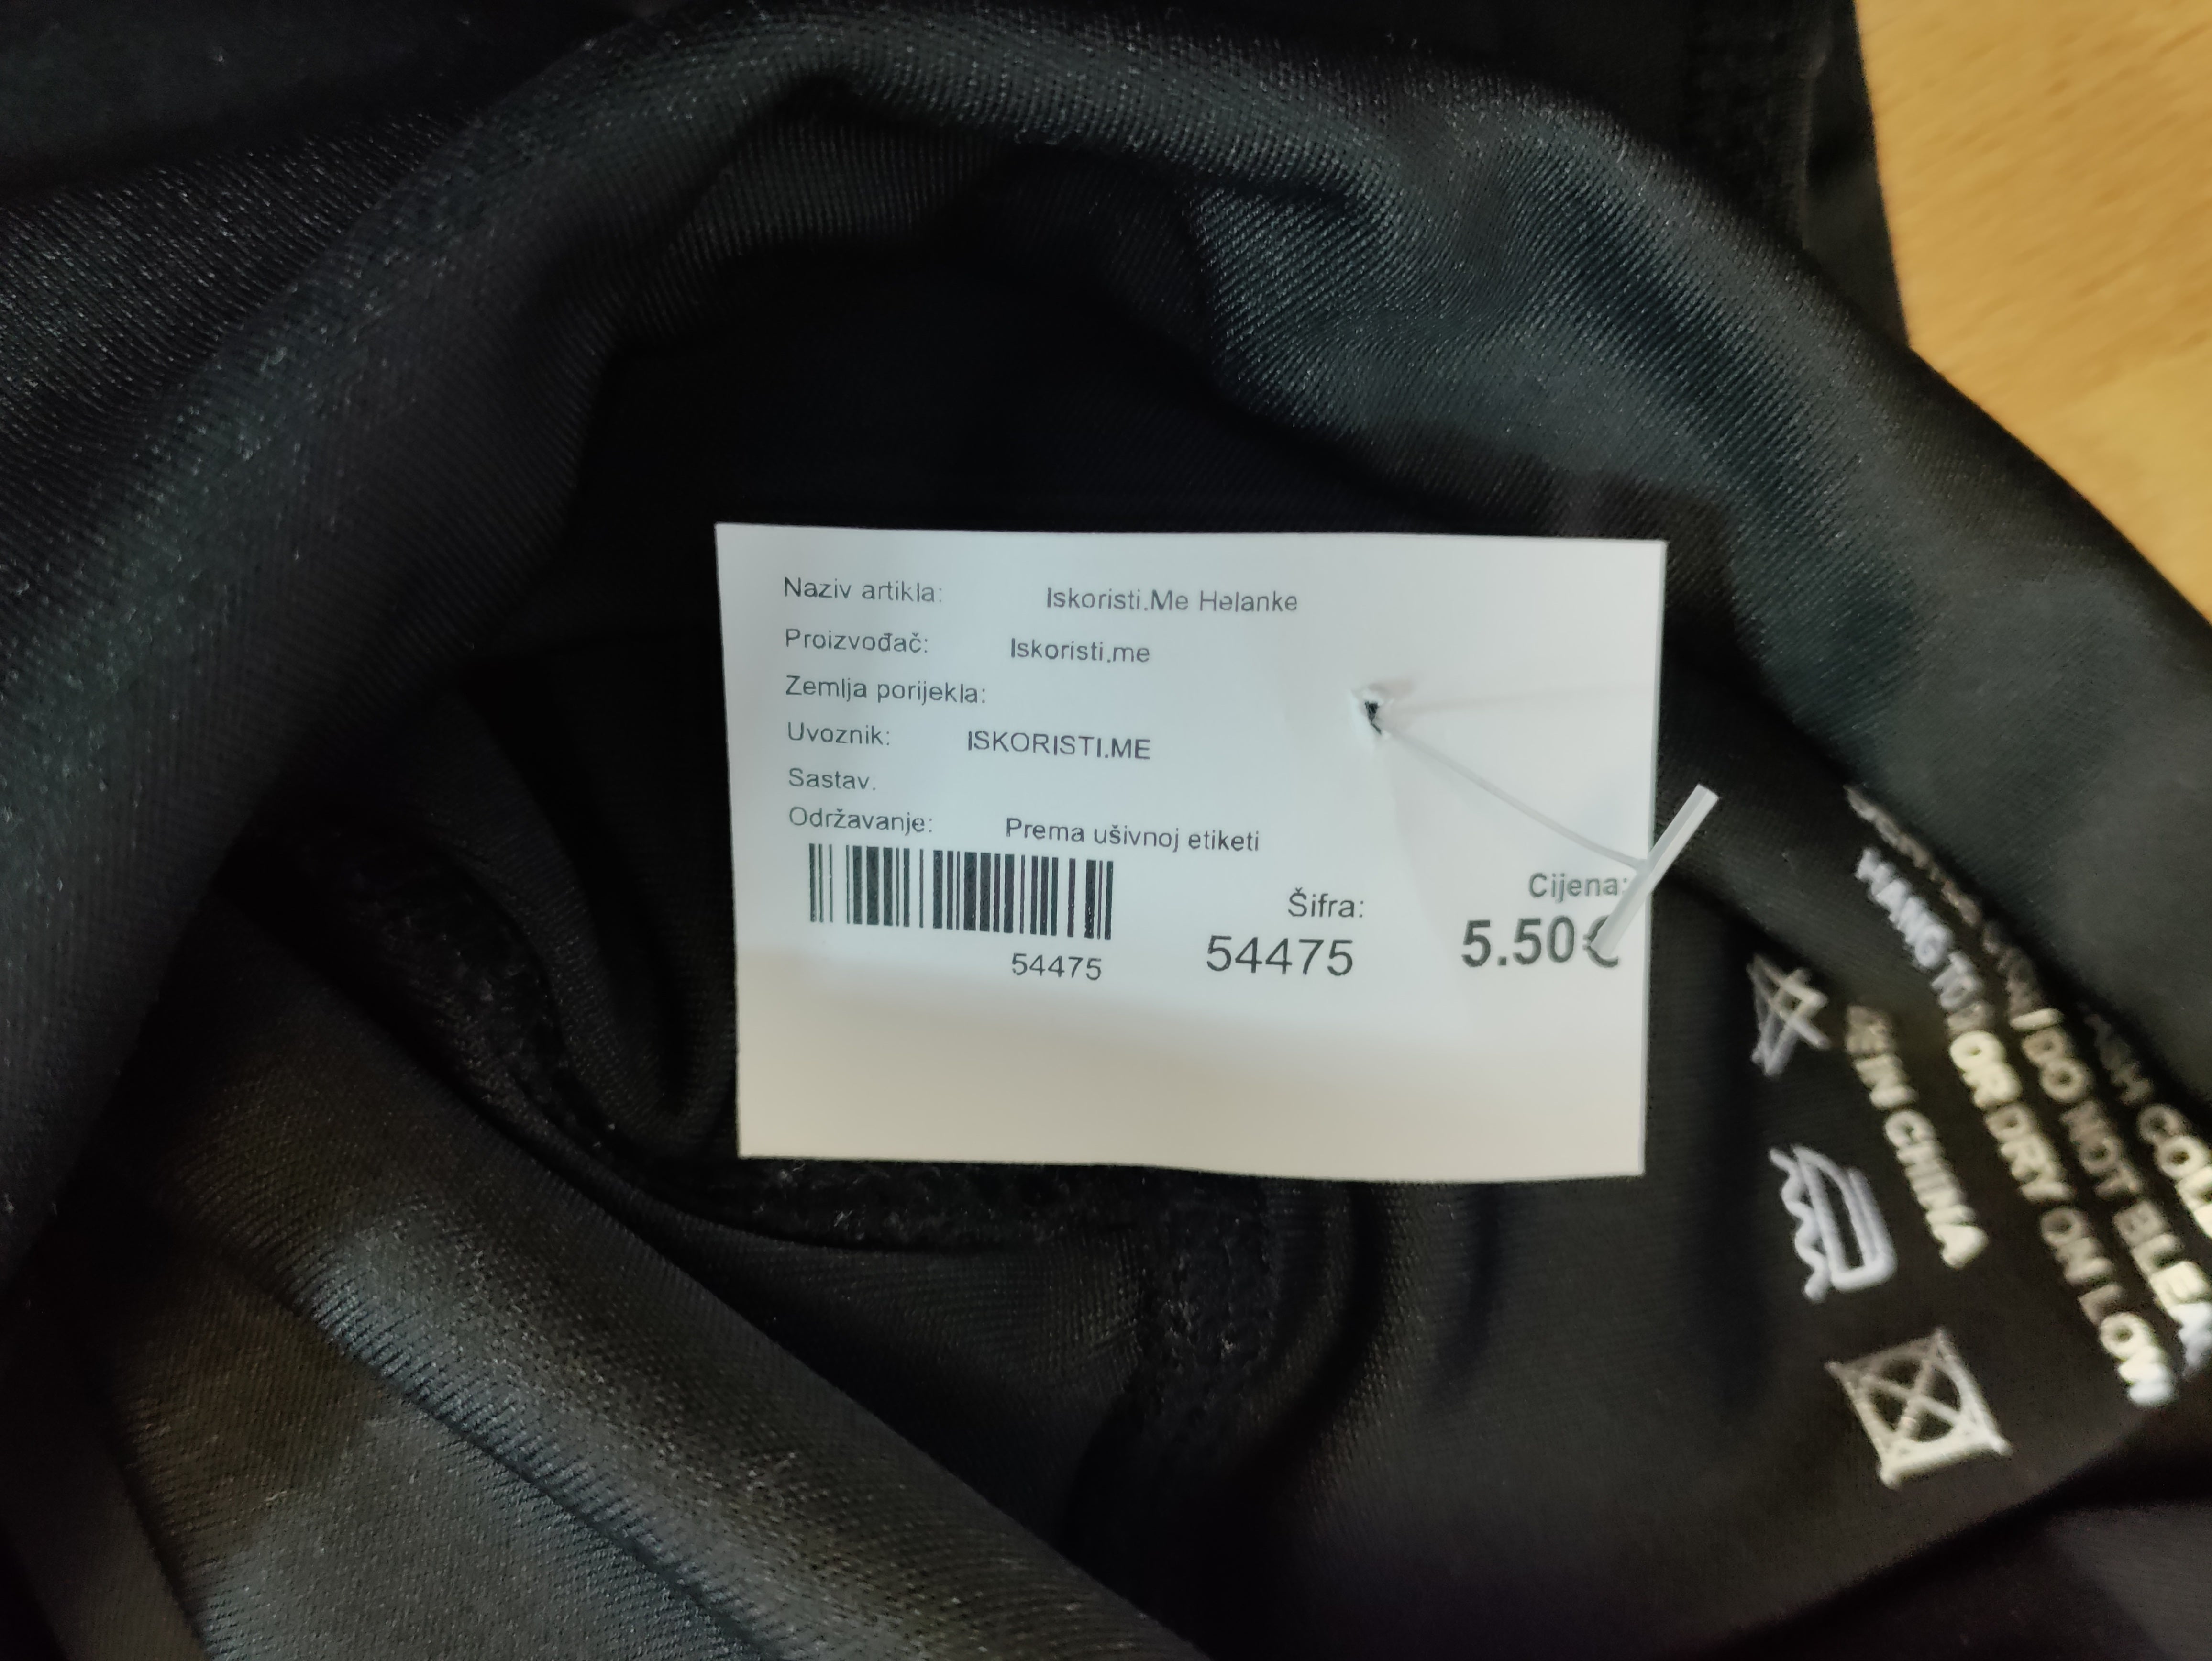 Naziv artikla: Iskoristi.Me Helanke
Proizvođač: Iskoristi.me
Zemlja porijekla:
Uvoznik: ISKORISTI.ME
Sastav.
Održavanje: Prema ušivnoj etiketi
54475
Šifra:
54475
Cijena:
5.50€
COLD
DO NOT BLEA
HANG TO OR DRY ON LOW
IN CHINA